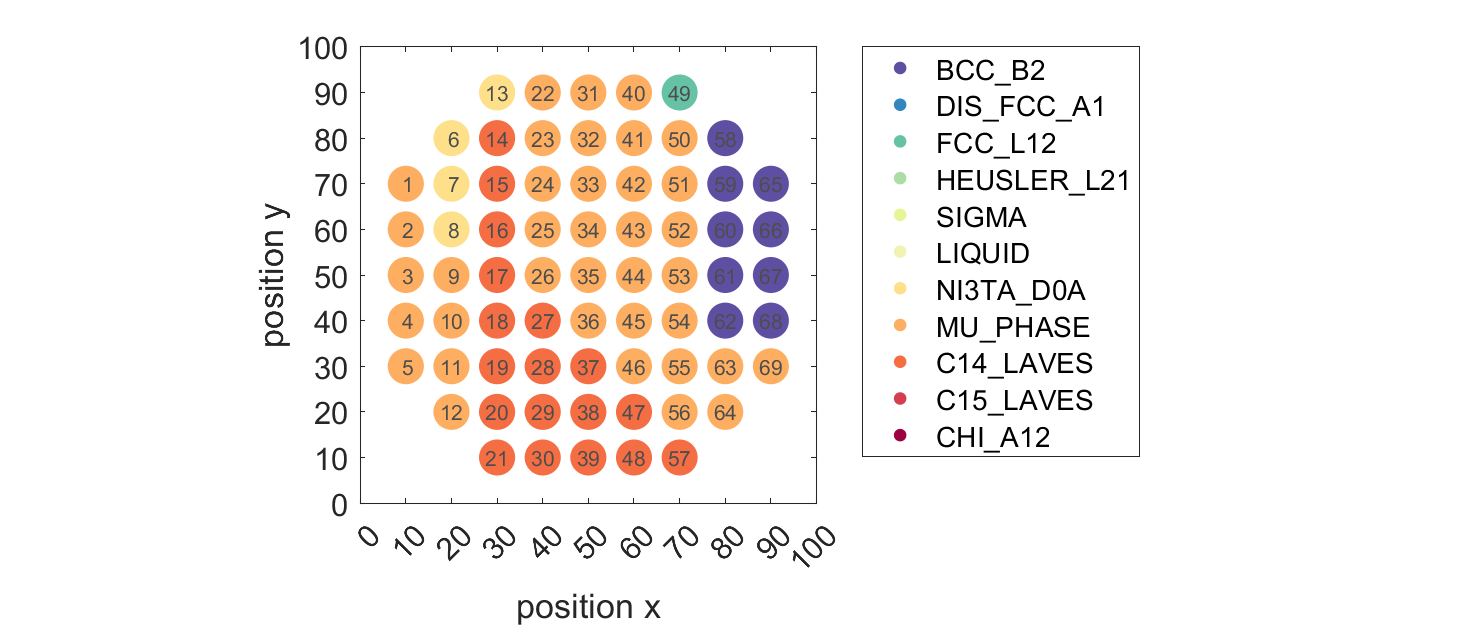 100
90
80
70
60
50
40
30
20
10
0
position y
13 22 31 40 49
6 14 23 32 41 50 58
1 7 15 24 33 42 51 59 65
2 8 16 25 34 43 52 60 66
3 9 17 26 35 44 53 61 67
4 10 18 27 36 45 54 62 68
5 11 19 28 37 46 55 63 69
12 20 29 38 47 56 64
21 30 39 48 57
0 10 20 30 40 50 60 70 80 90 100
position x
BCC_B2
DIS_FCC_A1
FCC_L12
HEUSLER_L21
SIGMA
LIQUID
NI3TA_D0A
MU_PHASE
C14_LAVES
C15_LAVES
CHI_A12